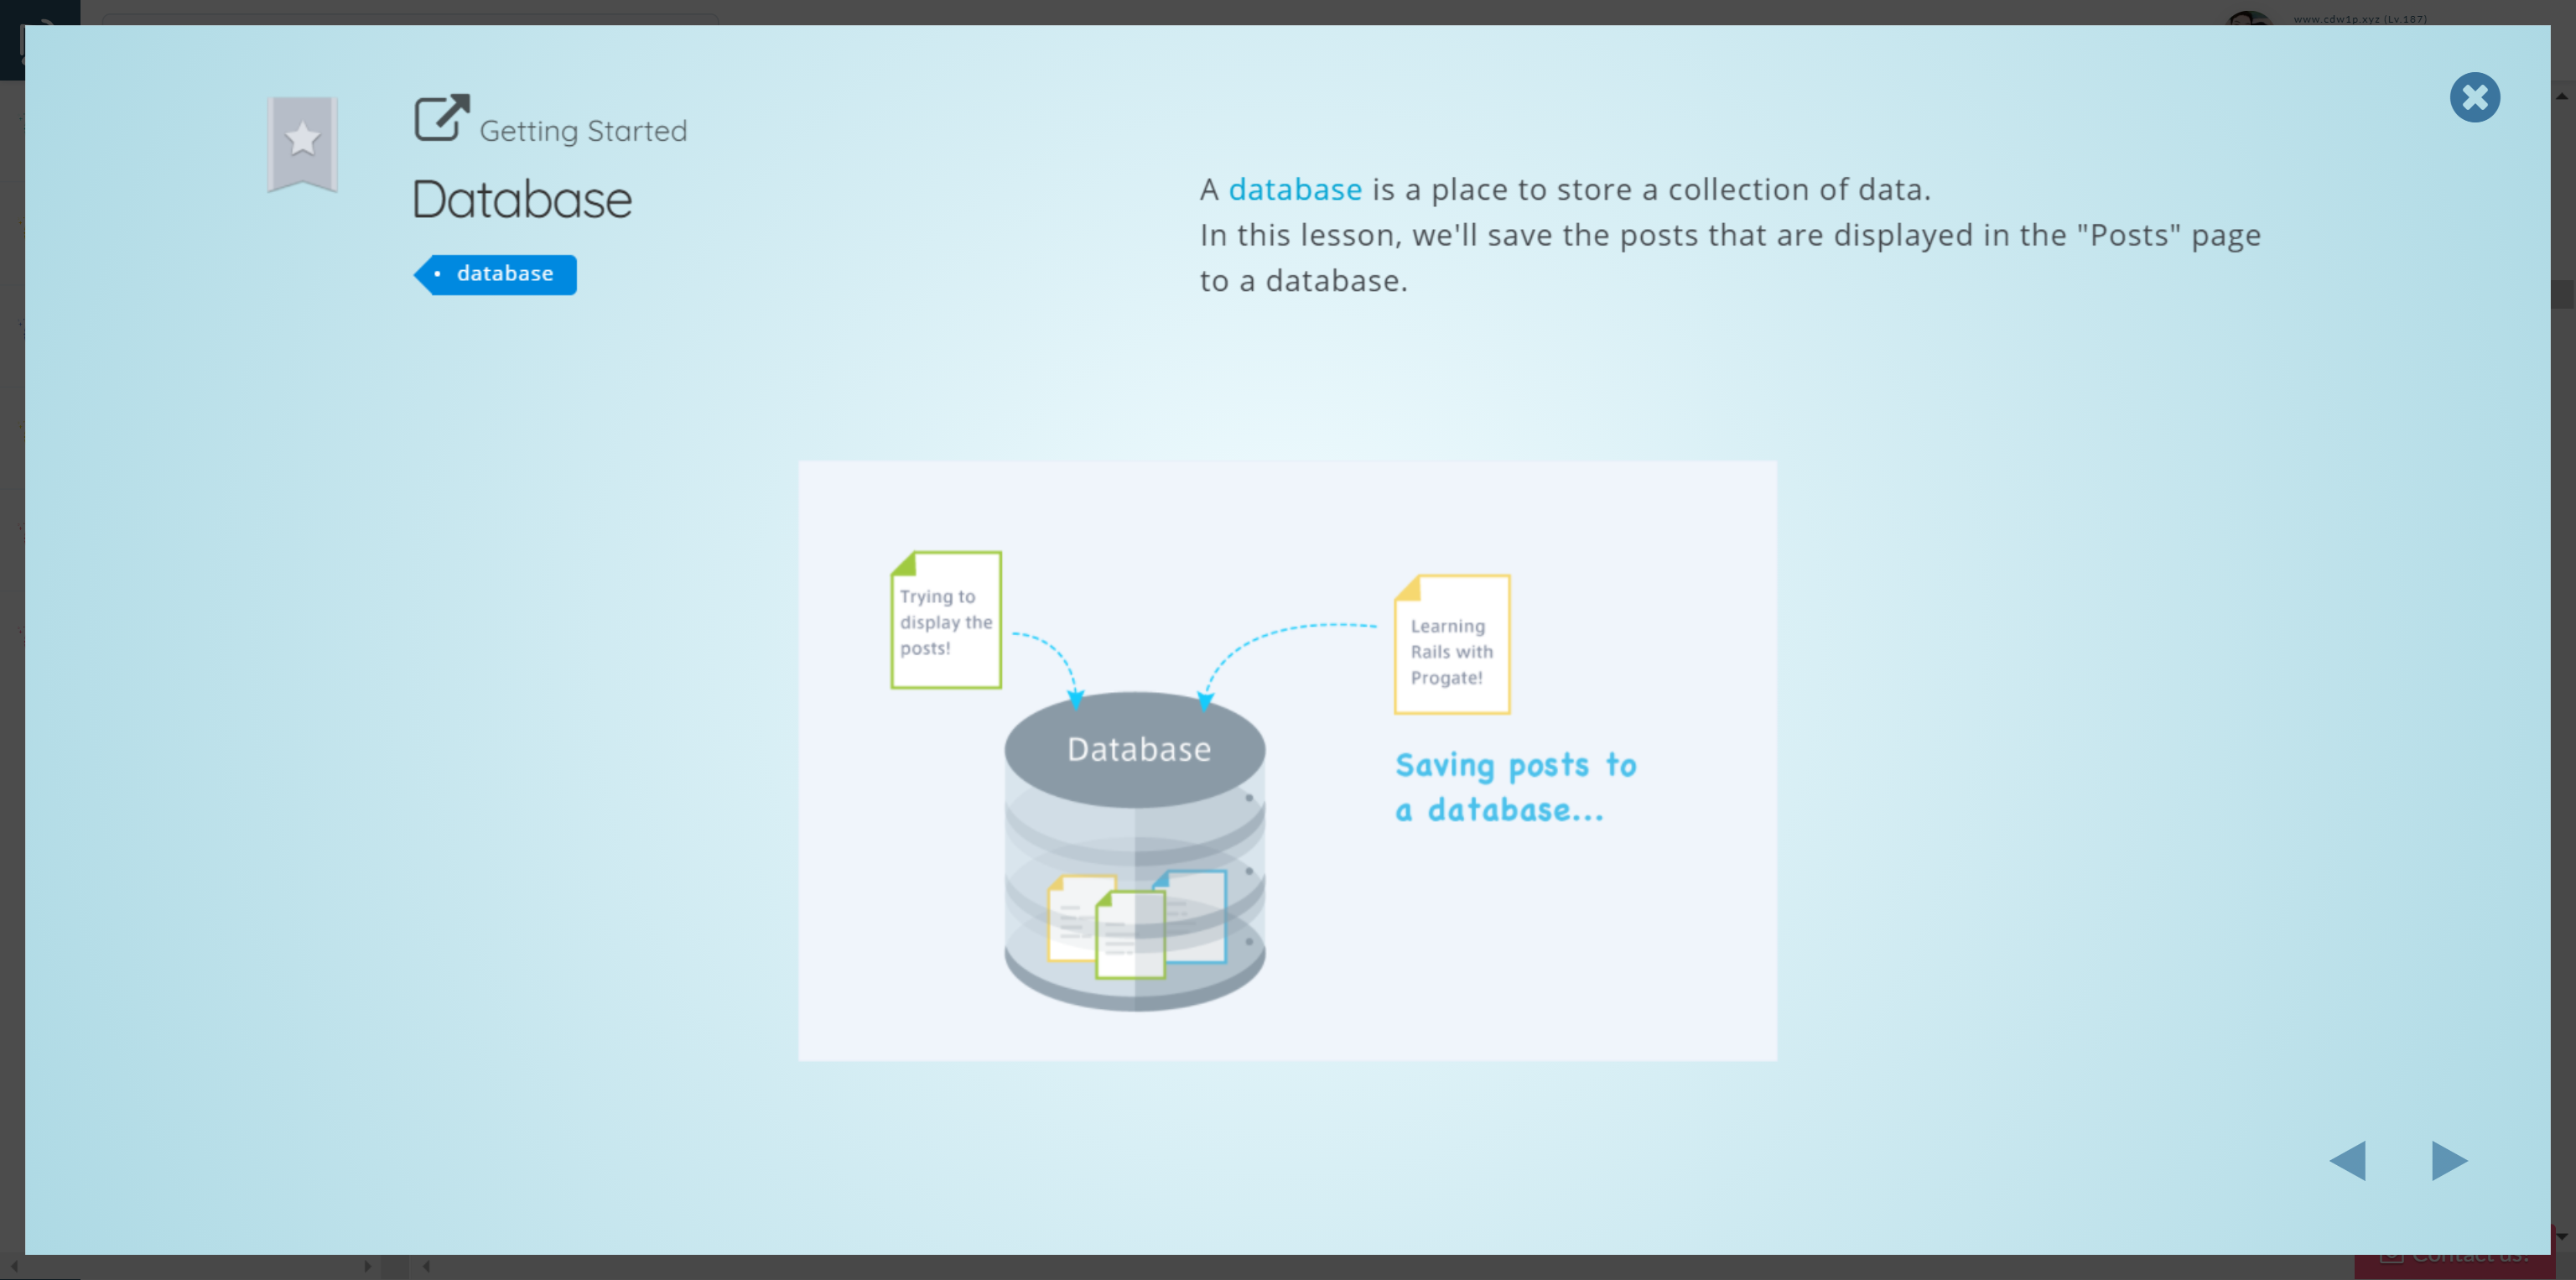 www.cdw1p.xyz (Lv.187)
Getting Started
Database
database
A database is a place to store a collection of data.
In this lesson, we'll save the posts that are displayed in the "Posts" page
to a database.
Trying to
display the
posts!
Learning
Rails with
Progate!
Database
Saving posts to
a database...
Contact us!